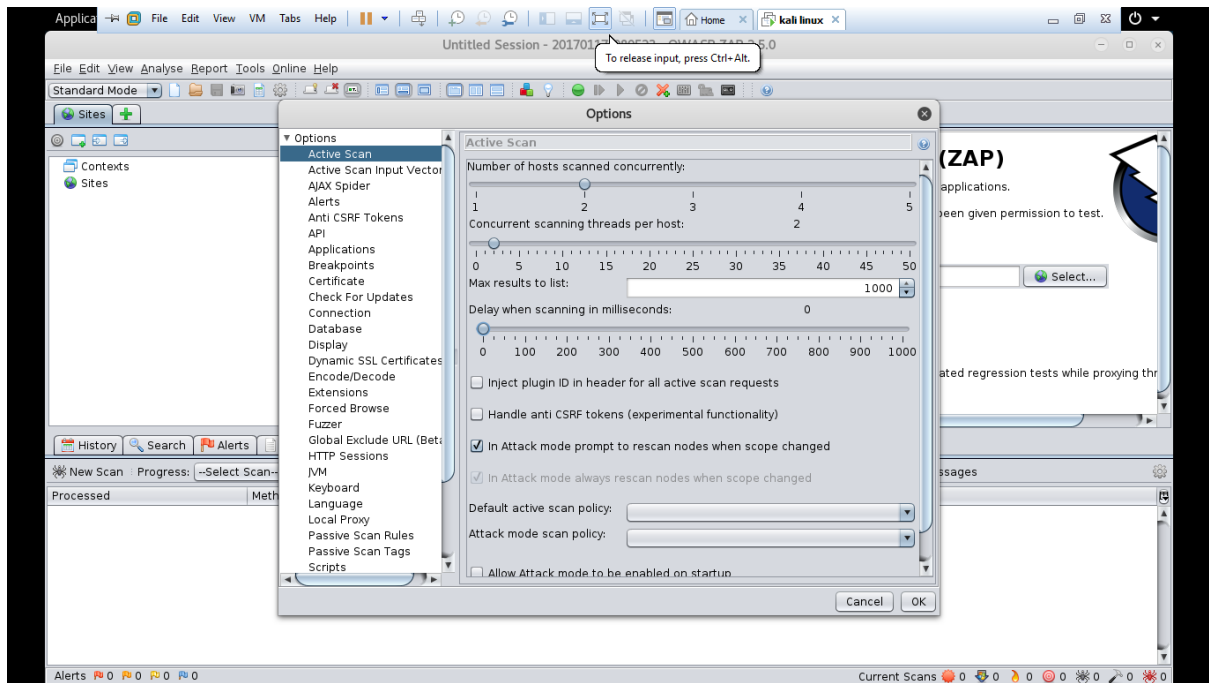 Applica File Edit View VM Tabs Help Home × kali linux ×
Untitled Session - 20170117 OWASP ZAP 2.5.0
To release input, press Ctrl+Alt.
File Edit View Analyse Report Tools Online Help
Standard Mode
Sites
Options
Contexts
Sites
Options
Active Scan
Active Scan Input Vector
AJAX Spider
Alerts
Anti CSRF Tokens
API
Applications
Breakpoints
Certificate
Check For Updates
Connection
Database
Display
Dynamic SSL Certificates
Encode/Decode
Extensions
Forced Browse
Fuzzer
Global Exclude URL (Beta
HTTP Sessions
JVM
Keyboard
Language
Local Proxy
Passive Scan Rules
Passive Scan Tags
Scripts
Active Scan
Number of hosts scanned concurrently:
1 2 3 4 5
Concurrent scanning threads per host: 2
0 5 10 15 20 25 30 35 40 45 50
Max results to list: 1000
Delay when scanning in milliseconds: 0
0 100 200 300 400 500 600 700 800 900 1000
Inject plugin ID in header for all active scan requests
Handle anti CSRF tokens (experimental functionality)
In Attack mode prompt to rescan nodes when scope changed
In Attack mode always rescan nodes when scope changed
Default active scan policy:
Attack mode scan policy:
Allow Attack mode to be enabled on startup
Cancel OK
(ZAP)
applications.
been given permission to test.
Select...
ated regression tests while proxying thr
History Search Alerts
New Scan Progress: --Select Scan--
ssages
Processed Meth
Alerts 0 0 0 0
Current Scans 0 0 0 0 0 0 0